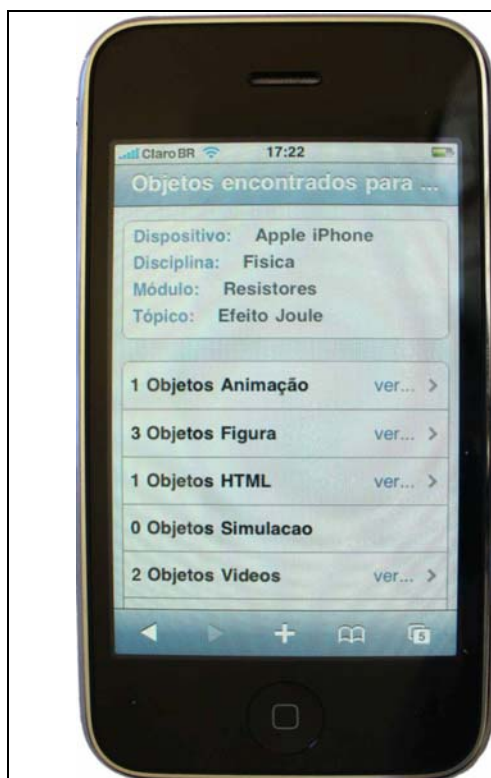 Claro BR 17:22
Objetos encontrados para ...
Dispositivo: Apple iPhone
Disciplina: Fisica
Módulo: Resistores
Tópico: Efeito Joule
1 Objetos Animação ver... >
3 Objetos Figura ver... >
1 Objetos HTML ver... >
0 Objetos Simulacao
2 Objetos Videos ver... >
5